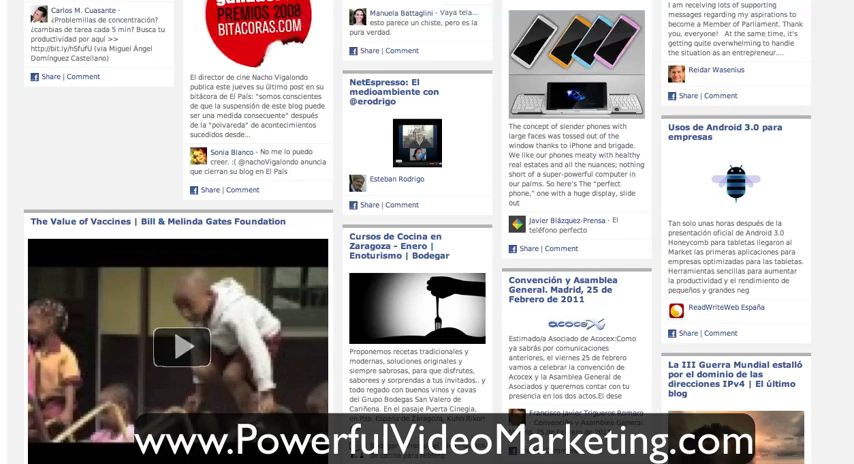 Carlos M. Guasante -
¿Problemillas de concentración?
¿cambias de tarea cada 5 min? Busca tu
productividad por aquí >>
http://bit.ly/hSfufU (via Miguel Ángel
Domínguez Castellano)
Share | Comment
PREMIOS 2008
BITACORAS.COM
El director de cine Nacho Vigalondo
publica este jueves su último post en su
bitácora de El País: "somos conscientes
de que la suspensión de este blog puede
ser una medida consecuente" después
de la "polvareda" de acontecimientos
sucedidos desde...
Sonia Blanco - No me lo puedo
creer. :( @nachoVigalondo anuncia
que cierran su blog en El País
Share | Comment
The Value of Vaccines | Bill & Melinda Gates Foundation
Manuela Battaglini - Vaya tela...
esto parece un chiste, pero es la
pura verdad.
Share | Comment
NetEspresso: El
medioambiente con
@erodrigo
Esteban Rodrigo
Share | Comment
Cursos de Cocina en
Zaragoza - Enero |
Enoturismo | Bodegar
Proponemos recetas tradicionales y
modernas, soluciones originales y
siempre sabrosas, para que disfrutes,
saborees y sorprendas a tus invitados.. y
todo regado con buenos vinos y cavas
del Grupo Bodegas San Valero de
Cariñena. En el pasaje Puerta Cinegia,
The concept of slender phones with
large faces was tossed out of the
window thanks to iPhone and brigade.
We like our phones meaty with healthy
real estates and all the nuances; nothing
short of a super-powered computer in
our palms. So here's The "perfect
phone," one with a huge display, slide
out
Javier Blázquez-Prensa - El
teléfono perfecto
Share | Comment
Convención y Asamblea
General. Madrid, 25 de
Febrero de 2011
acocex
Estimado/a Asociado de Acocex:Como
ya sabrás por comunicaciones
anteriores, el viernes 25 de febrero
vamos a celebrar la convención de
Acocex y la Asamblea General de
Asociados y queremos contar con tu
presencia en los dos actos.El dese
Francisco Javier Trigueros Romero
I am receiving lots of supporting
messages regarding my aspirations to
become a Member of Parliament. Thank
you, everyone! At the same time, it's
getting quite overwhelming to handle
the situation as an entrepreneur....
Reidar Wasenius
Share | Comment
Usos de Android 3.0 para
empresas
Tan solo unas horas después de la
presentación oficial de Android 3.0
Honeycomb para tabletas llegaron al
Market las primeras aplicaciones para
empresas optimizadas para tabletas.
Herramientas sencillas para aumentar
la productividad y el rendimiento de
pequeños y grandes neg
ReadWriteWeb España
Share | Comment
La III Guerra Mundial estalló
por el dominio de las
direcciones IPv4 | El último
blog
www.PowerfulVideoMarketing.com